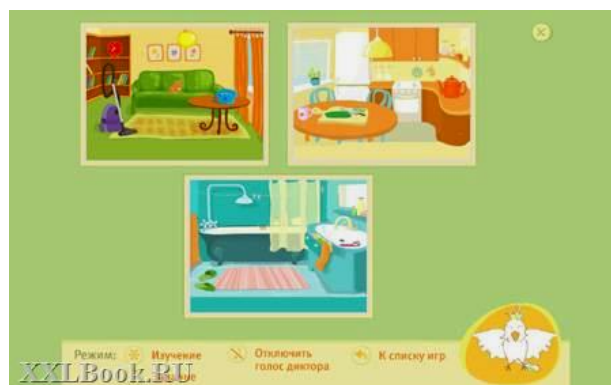 Режим:
Изучение
Отключить
голос диктора
К списку игр
XXLBook.RU